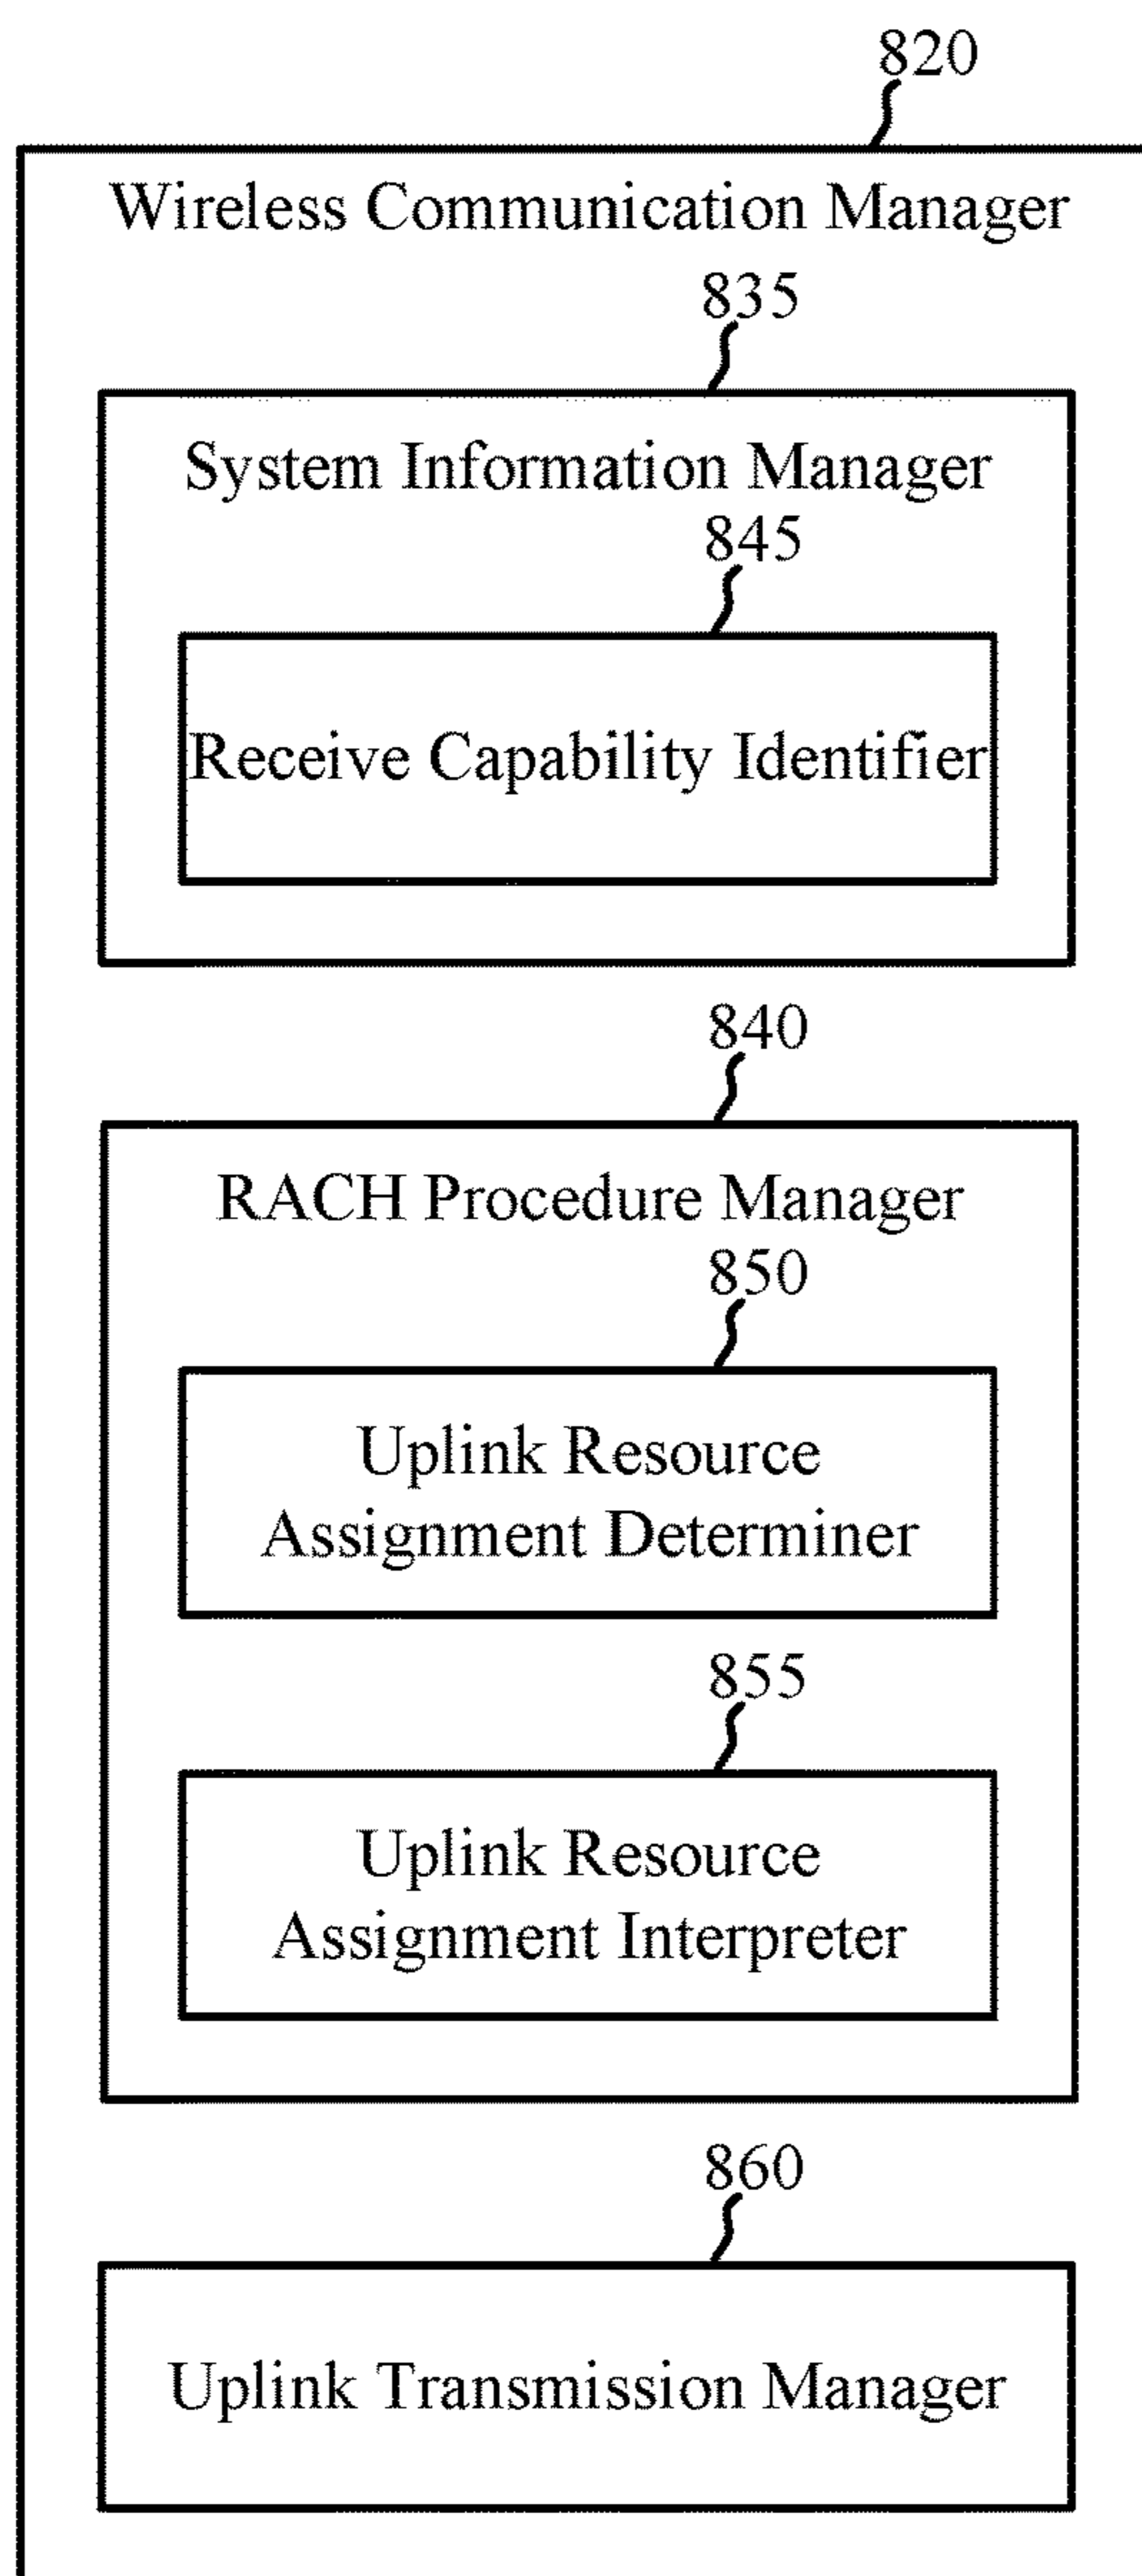 820
Wireless Communication Manager
835
System Information Manager
845
Receive Capability Identifier
840
RACH Procedure Manager
850
Uplink Resource
Assignment Determiner
855
Uplink Resource
Assignment Interpreter
860
Uplink Transmission Manager